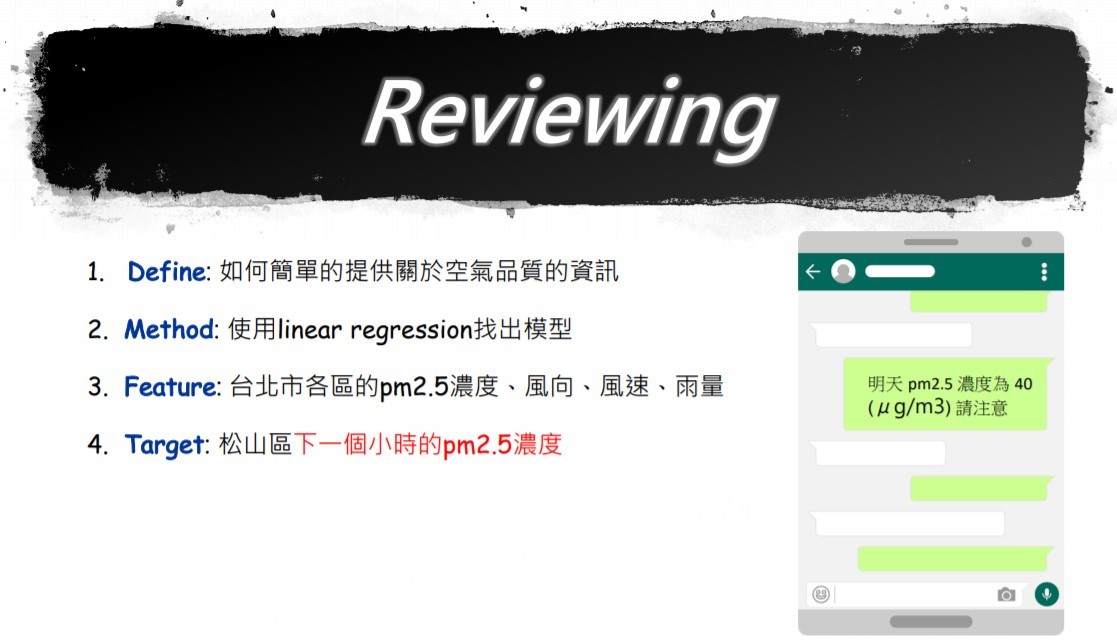 Reviewing
1. Define: 如何簡單的提供關於空氣品質的資訊
2. Method: 使用linear regression找出模型
3. Feature: 台北市各區的pm2.5濃度、風向、風速、雨量
4. Target: 松山區下一個小時的pm2.5濃度
明天 pm2.5 濃度為 40
(μg/m3) 請注意